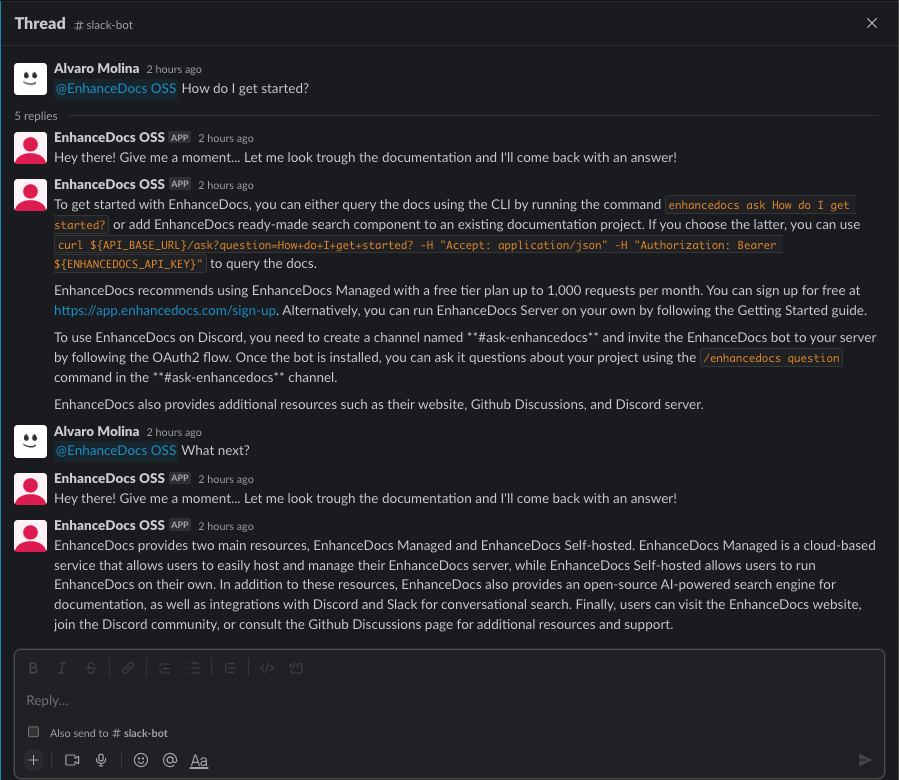 Thread # slack-bot
Alvaro Molina 2 hours ago
@EnhanceDocs OSS How do I get started?
5 replies
EnhanceDocs OSS APP 2 hours ago
Hey there! Give me a moment... Let me look trough the documentation and I'll come back with an answer!
EnhanceDocs OSS APP 2 hours ago
To get started with EnhanceDocs, you can either query the docs using the CLI by running the command enhancedocs ask How do I get
started? or add EnhanceDocs ready-made search component to an existing documentation project. If you choose the latter, you can use
curl ${API_BASE_URL}/ask?question=How+do+I+get+started? -H "Accept: application/json" -H "Authorization: Bearer
${ENHANCEDOCS_API_KEY}" to query the docs.
EnhanceDocs recommends using EnhanceDocs Managed with a free tier plan up to 1,000 requests per month. You can sign up for free at
https://app.enhancedocs.com/sign-up. Alternatively, you can run EnhanceDocs Server on your own by following the Getting Started guide.
To use EnhanceDocs on Discord, you need to create a channel named **#ask-enhancedocs** and invite the EnhanceDocs bot to your server
by following the OAuth2 flow. Once the bot is installed, you can ask it questions about your project using the /enhancedocs question
command in the **#ask-enhancedocs** channel.
EnhanceDocs also provides additional resources such as their website, Github Discussions, and Discord server.
Alvaro Molina 2 hours ago
@EnhanceDocs OSS What next?
EnhanceDocs OSS APP 2 hours ago
Hey there! Give me a moment... Let me look trough the documentation and I'll come back with an answer!
EnhanceDocs OSS APP 2 hours ago
EnhanceDocs provides two main resources, EnhanceDocs Managed and EnhanceDocs Self-hosted. EnhanceDocs Managed is a cloud-based
service that allows users to easily host and manage their EnhanceDocs server, while EnhanceDocs Self-hosted allows users to run
EnhanceDocs on their own. In addition to these resources, EnhanceDocs also provides an open-source AI-powered search engine for
documentation, as well as integrations with Discord and Slack for conversational search. Finally, users can visit the EnhanceDocs website,
join the Discord community, or consult the Github Discussions page for additional resources and support.
B I S
Reply...
Also send to # slack-bot
Aa